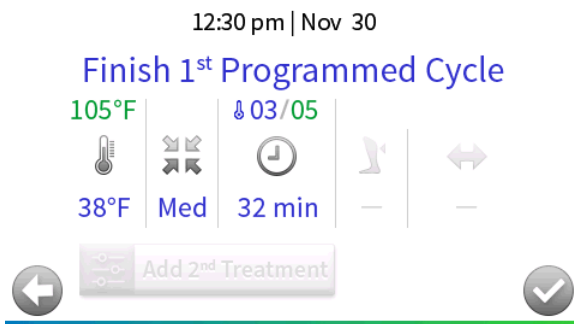 12:30 pm | Nov 30
Finish 1st Programmed Cycle
105°F 03/05
38°F Med 32 min — —
Add 2nd Treatment